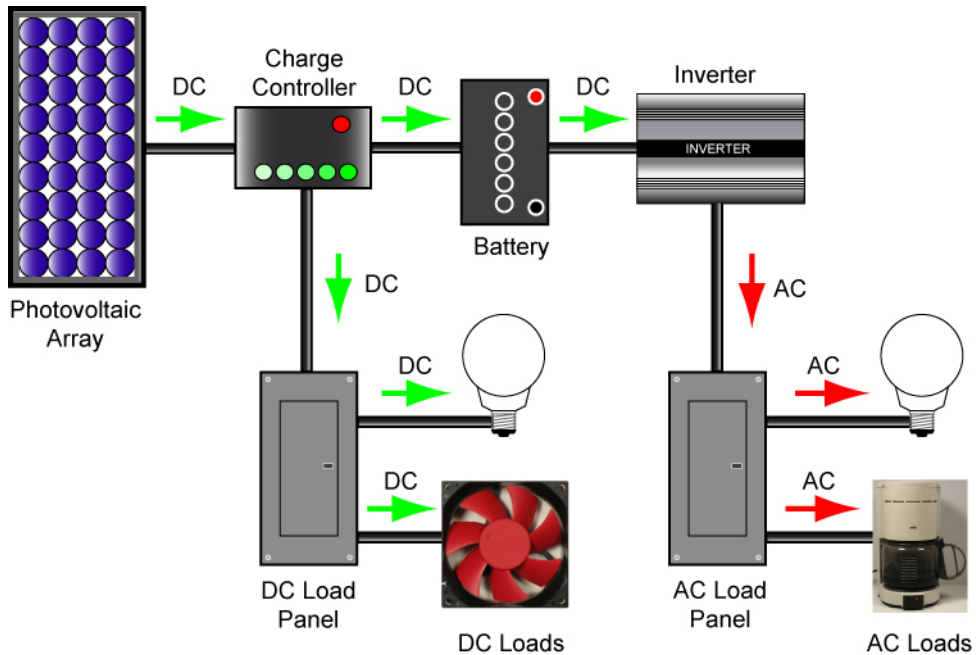 DC
Charge
Controller
DC
DC
Inverter
INVERTER
Battery
Photovoltaic
Array
DC
AC
DC
AC
DC
AC
DC Load
Panel
DC Loads
AC Load
Panel
AC Loads